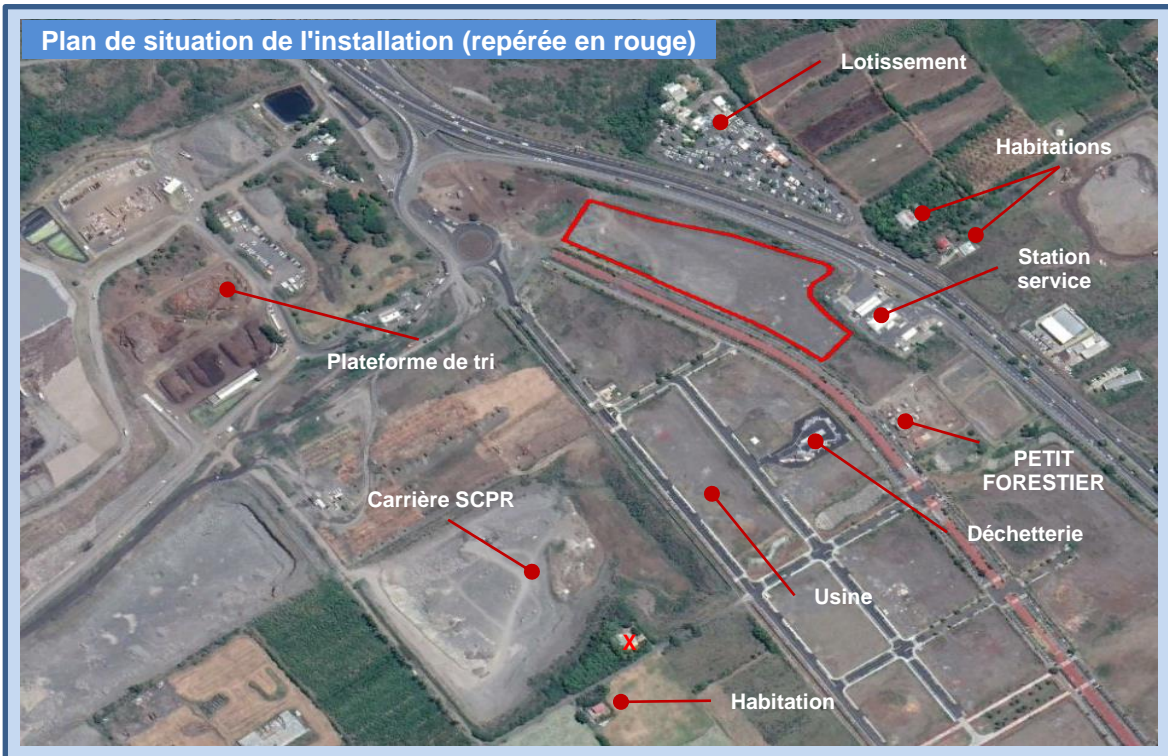 Plan de situation de l'installation (repérée en rouge)
Lotissement
Habitations
Station
service
Plateforme de tri
PETIT
FORESTIER
Carrière SCPR
Déchetterie
Usine
X
Habitation